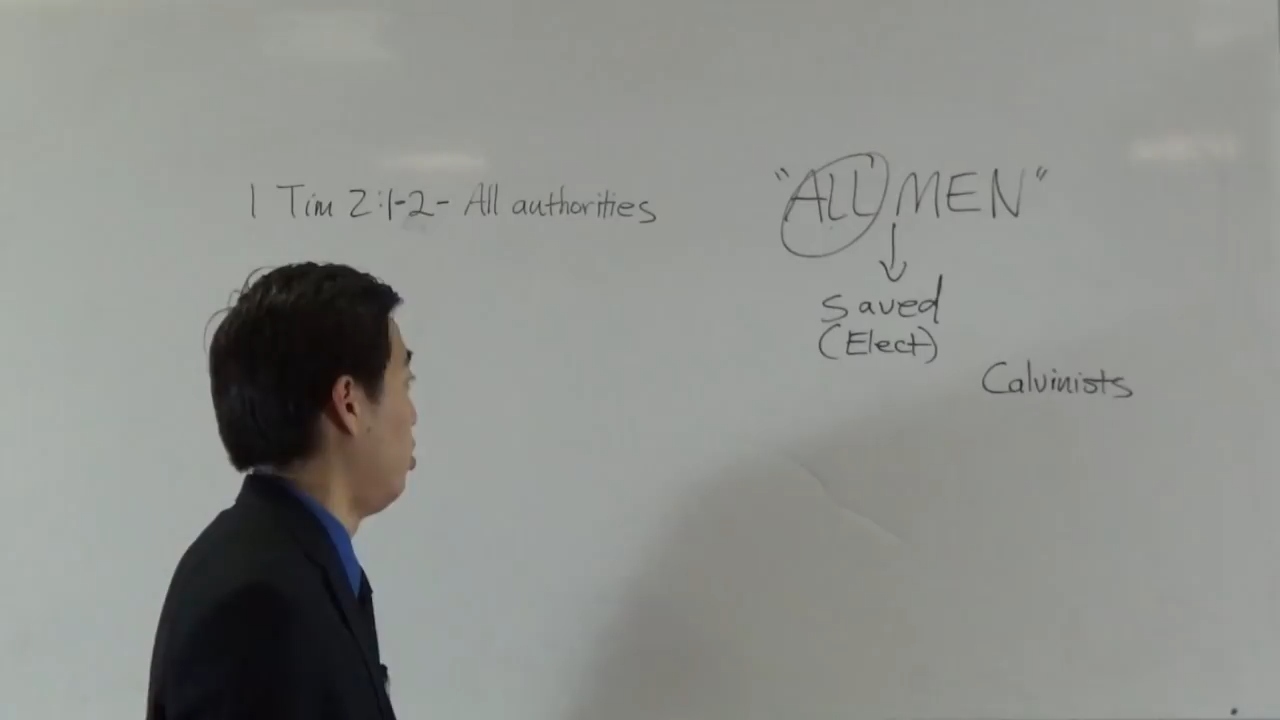 1 Tim 2:1-2- All authorities
"ALL MEN"
saved
(Elect)
Calvinists